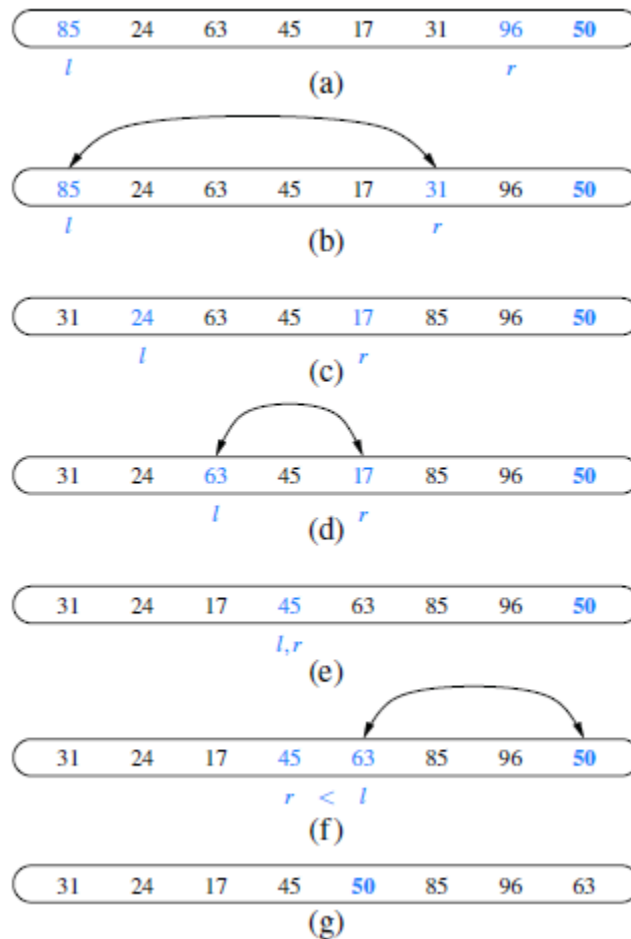 85 24 63 45 17 31 96 50
l r
(a)
85 24 63 45 17 31 96 50
l r
(b)
31 24 63 45 17 85 96 50
l r
(c)
31 24 63 45 17 85 96 50
l r
(d)
31 24 17 45 63 85 96 50
l,r
(e)
31 24 17 45 63 85 96 50
r < l
(f)
31 24 17 45 50 85 96 63
(g)